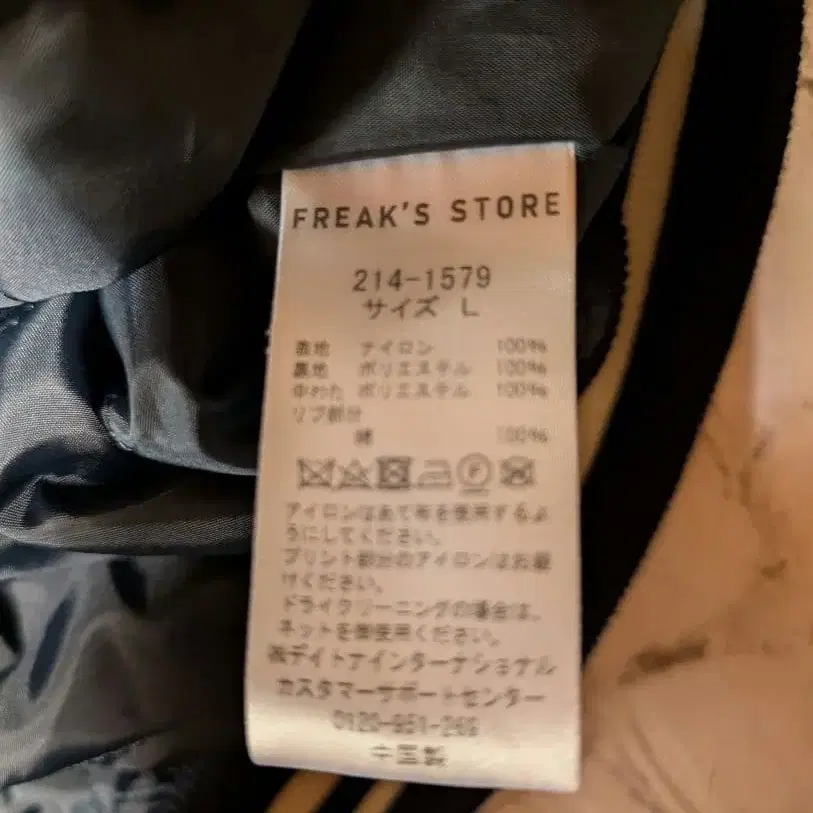 FREAK'S STORE
214-1579
サイズ L
表地 ナイロン 100%
裏地 ポリエステル 100%
中わた ポリエステル 100%
リブ部分
綿 100%
F
アイロンはあて布を使用するよ
うにしてください。
プリント部分のアイロンはお避
けください。
ドライクリーニングの場合は、
ネットを御使用ください。
㈱デイトナインターナショナル
カスタマーサポートセンター
0120-951-269
中国製